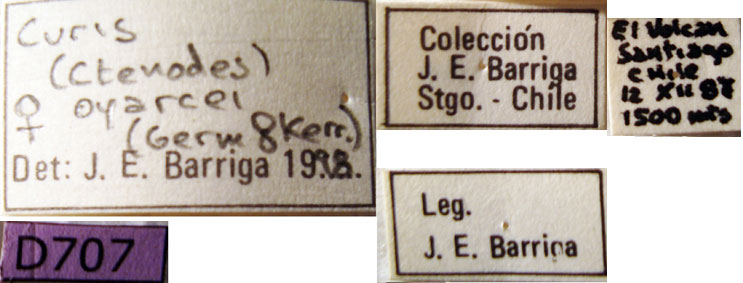 Curis
(Ctenodes)
♀ oyarcei
(Germ & Kerr.)
Det: J. E. Barriga 1998.
Colección
J. E. Barriga
Stgo. - Chile
El Volcan
Santiago
Chile
12 XII 87
1500 mts
Leg.
J. E. Barriga
D707